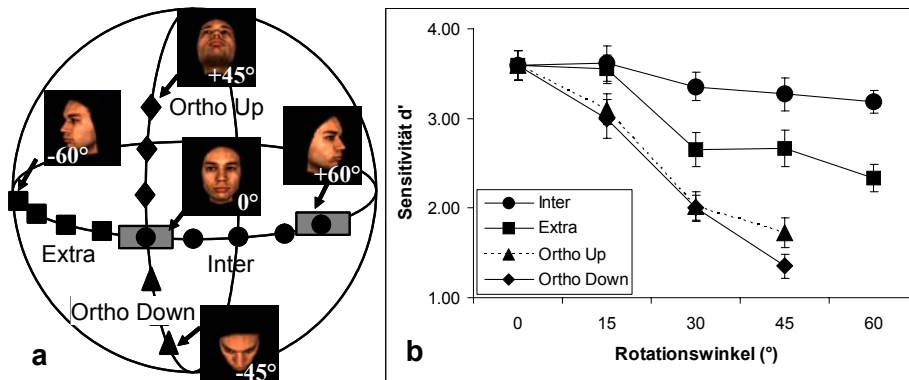 +45°
Ortho Up
-60°
+60°
0°
Extra
Inter
Ortho Down
-45°
a
b
Sensitivität d'
4.00
3.00
2.00
1.00
Inter
Extra
Ortho Up
Ortho Down
0 15 30 45 60
Rotationswinkel (°)